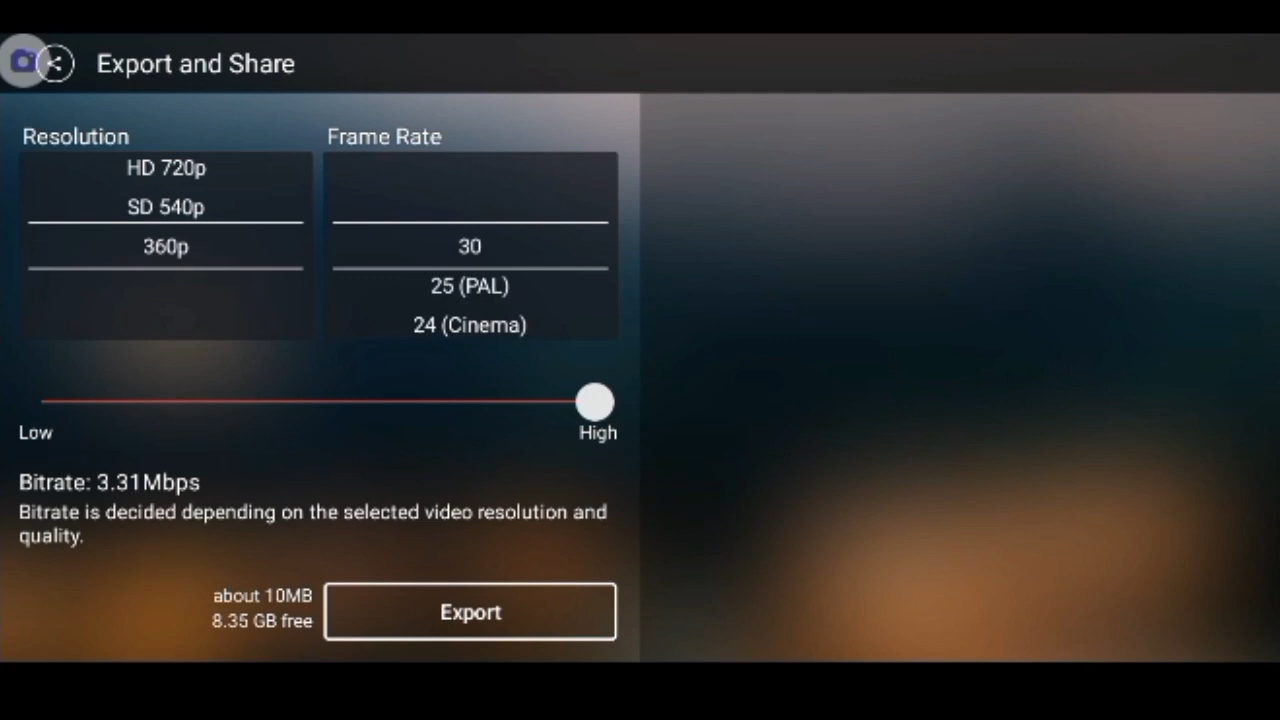 Export and Share
Resolution
Frame Rate
HD 720p
SD 540p
360p
30
25 (PAL)
24 (Cinema)
Low
High
Bitrate: 3.31Mbps
Bitrate is decided depending on the selected video resolution and
quality.
about 10MB
8.35 GB free
Export